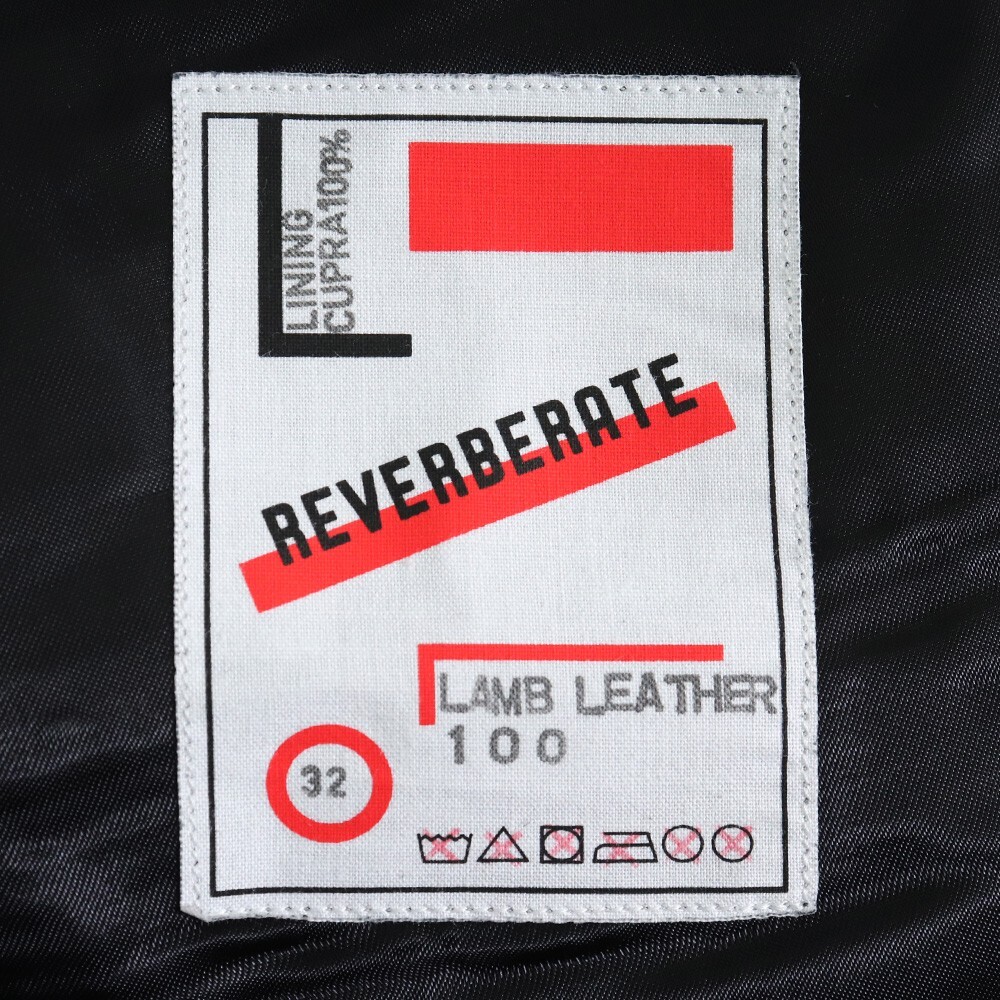 LINING
CUPRA100%
REVERBERATE
LAMB LEATHER
100
32